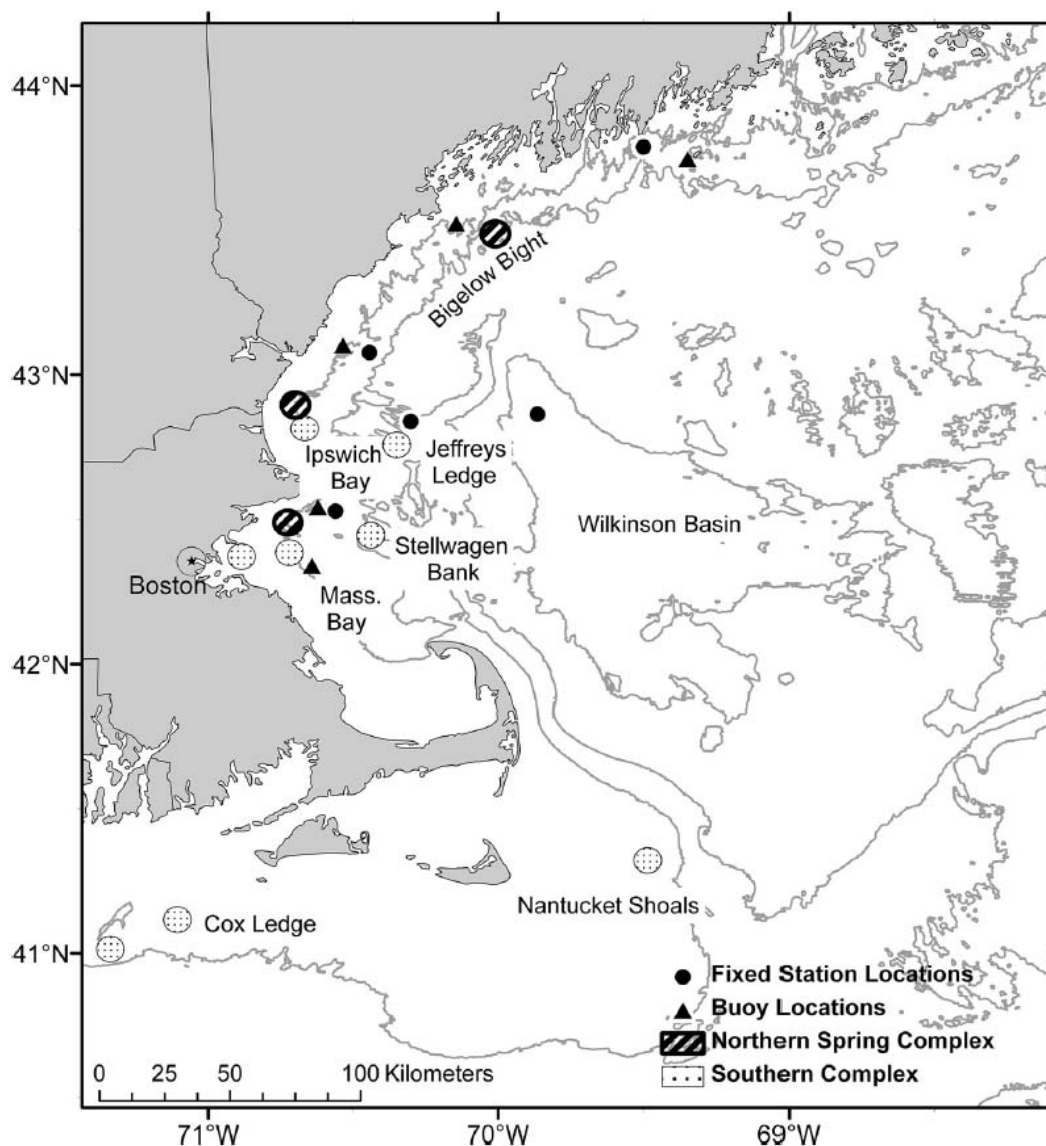 44°N
Bigelow Bight
43°N
Ipswich
Bay
Jeffreys
Ledge
Wilkinson Basin
Stellwagen
Bank
Boston
Mass.
Bay
42°N
Nantucket Shoals
Cox Ledge
41°N
Fixed Station Locations
Buoy Locations
Northern Spring Complex
Southern Complex
0 25 50 100 Kilometers
71°W 70°W 69°W